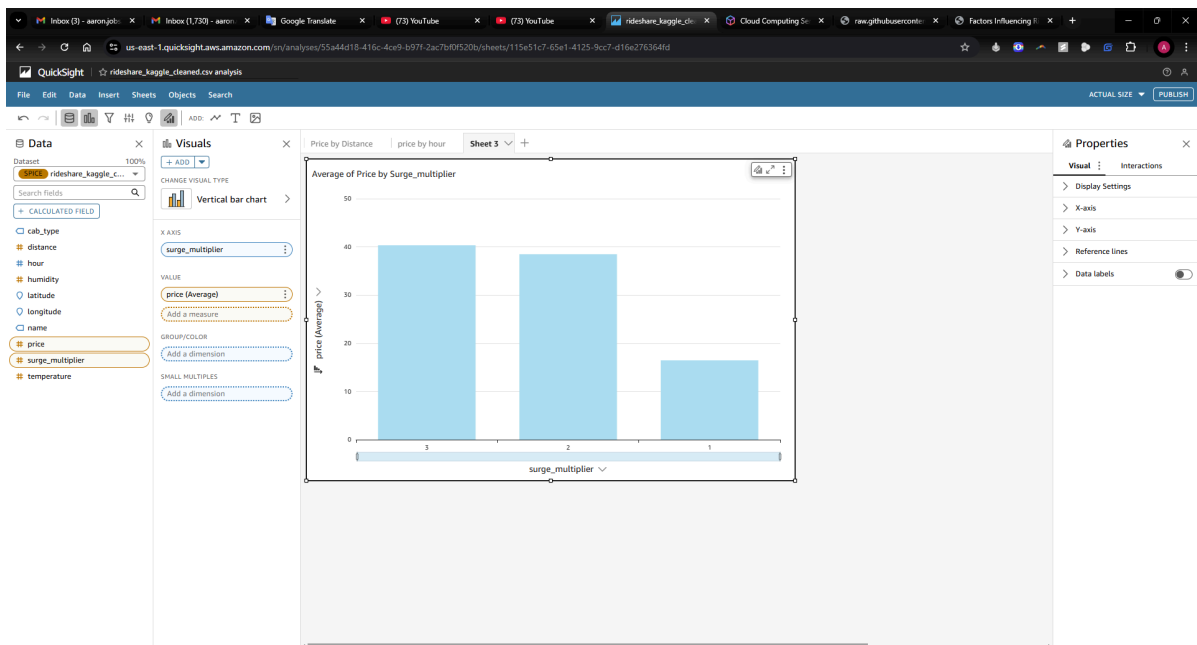 Inbox (3) - aaron.jobs
Inbox (1,730) - aaron.
Google Translate
(73) YouTube
(73) YouTube
rideshare_kaggle_cle
Cloud Computing Se
raw.githubuserconte
Factors Influencing R
us-east-1.quicksight.aws.amazon.com/sn/analyses/55a44d18-416c-4ce9-b97f-2ac7bf0f520b/sheets/115e51c7-65e1-4125-9cc7-d16e276364fd
A
QuickSight
rideshare_kaggle_cleaned.csv analysis
File Edit Data Insert Sheets Objects Search
ACTUAL SIZE
PUBLISH
ADD:
Data
Dataset
100%
SPICE rideshare_kaggle_c...
Search fields
+ CALCULATED FIELD
cab_type
# distance
# hour
# humidity
latitude
longitude
name
# price
# surge_multiplier
# temperature
Visuals
+ ADD
CHANGE VISUAL TYPE
Vertical bar chart
X AXIS
surge_multiplier
VALUE
price (Average)
Add a measure
GROUP/COLOR
Add a dimension
SMALL MULTIPLES
Add a dimension
Price by Distance
price by hour
Sheet 3
Average of Price by Surge_multiplier
price (Average)
50
40
30
20
10
0
3 2 1
surge_multiplier
Properties
Visual
Interactions
Display Settings
X-axis
Y-axis
Reference lines
Data labels